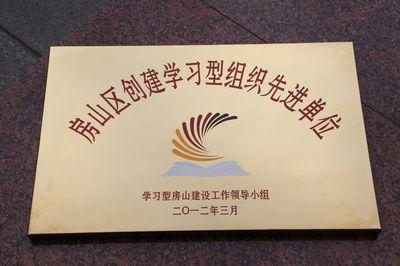 房山区创建学习型组织先进单位
学习型房山建设工作领导小组
二〇一二年三月